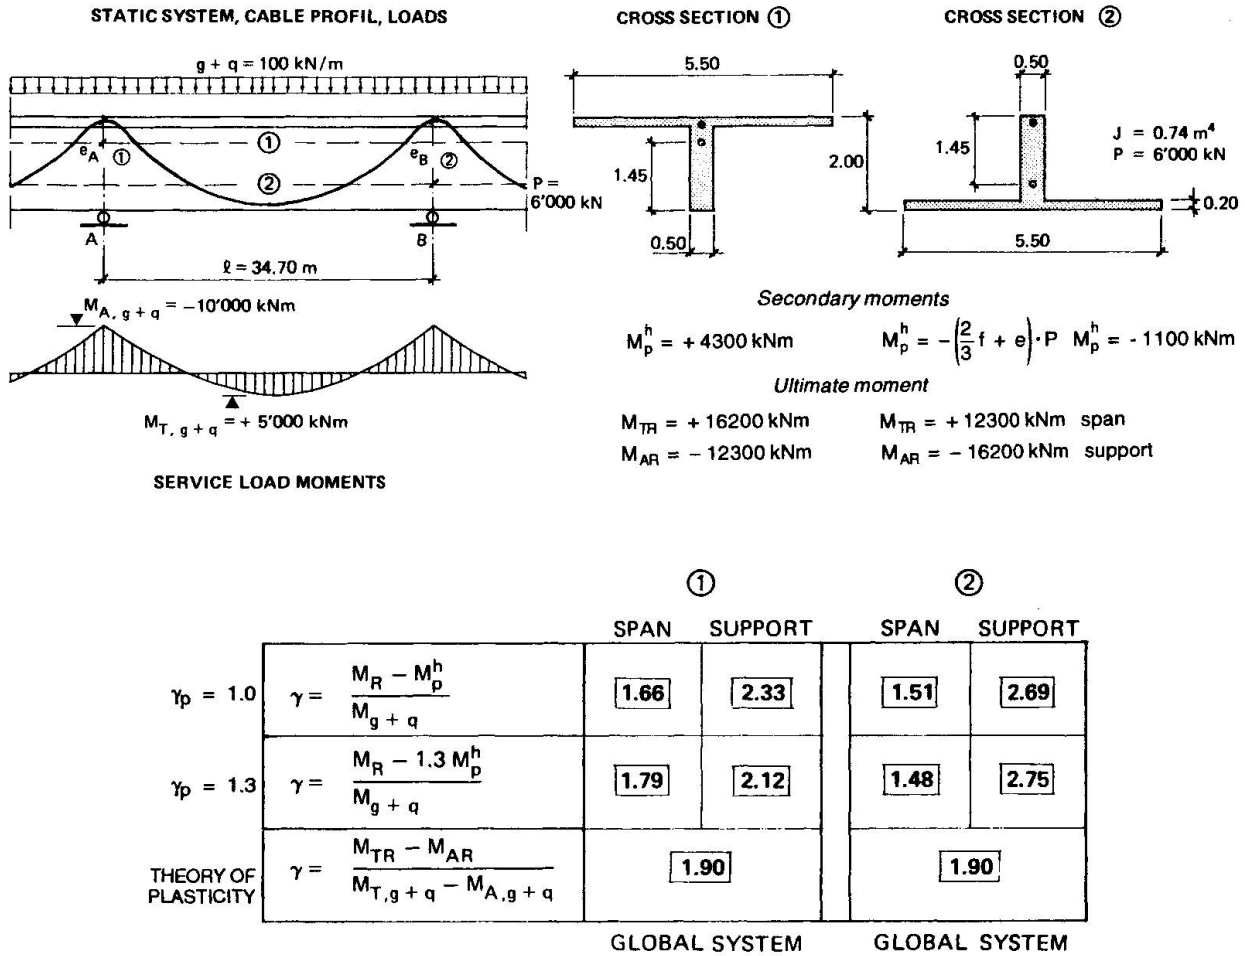 STATIC SYSTEM, CABLE PROFIL, LOADS
g + q = 100 kN/m
①
e_A ①
e_B ②
②
P = 6'000 kN
A
B
ℓ = 34.70 m
M_A, g + q = −10'000 kNm
M_T, g + q = + 5'000 kNm
SERVICE LOAD MOMENTS
CROSS SECTION ①
5.50
2.00
1.45
0.50
CROSS SECTION ②
0.50
1.45
J = 0.74 m⁴
P = 6'000 kN
0.20
5.50
Secondary moments
M_p^h = + 4300 kNm
M_p^h = −(2/3 f + e) · P M_p^h = - 1100 kNm
Ultimate moment
M_TR = + 16200 kNm
M_TR = + 12300 kNm span
M_AR = − 12300 kNm
M_AR = − 16200 kNm support
① ②
SPAN SUPPORT SPAN SUPPORT
γp = 1.0 γ = (M_R − M_p^h) / M_g + q 1.66 2.33 1.51 2.69
γp = 1.3 γ = (M_R − 1.3 M_p^h) / M_g + q 1.79 2.12 1.48 2.75
THEORY OF
PLASTICITY
γ = (M_TR − M_AR) / (M_T,g + q − M_A,g + q) 1.90 1.90
GLOBAL SYSTEM GLOBAL SYSTEM